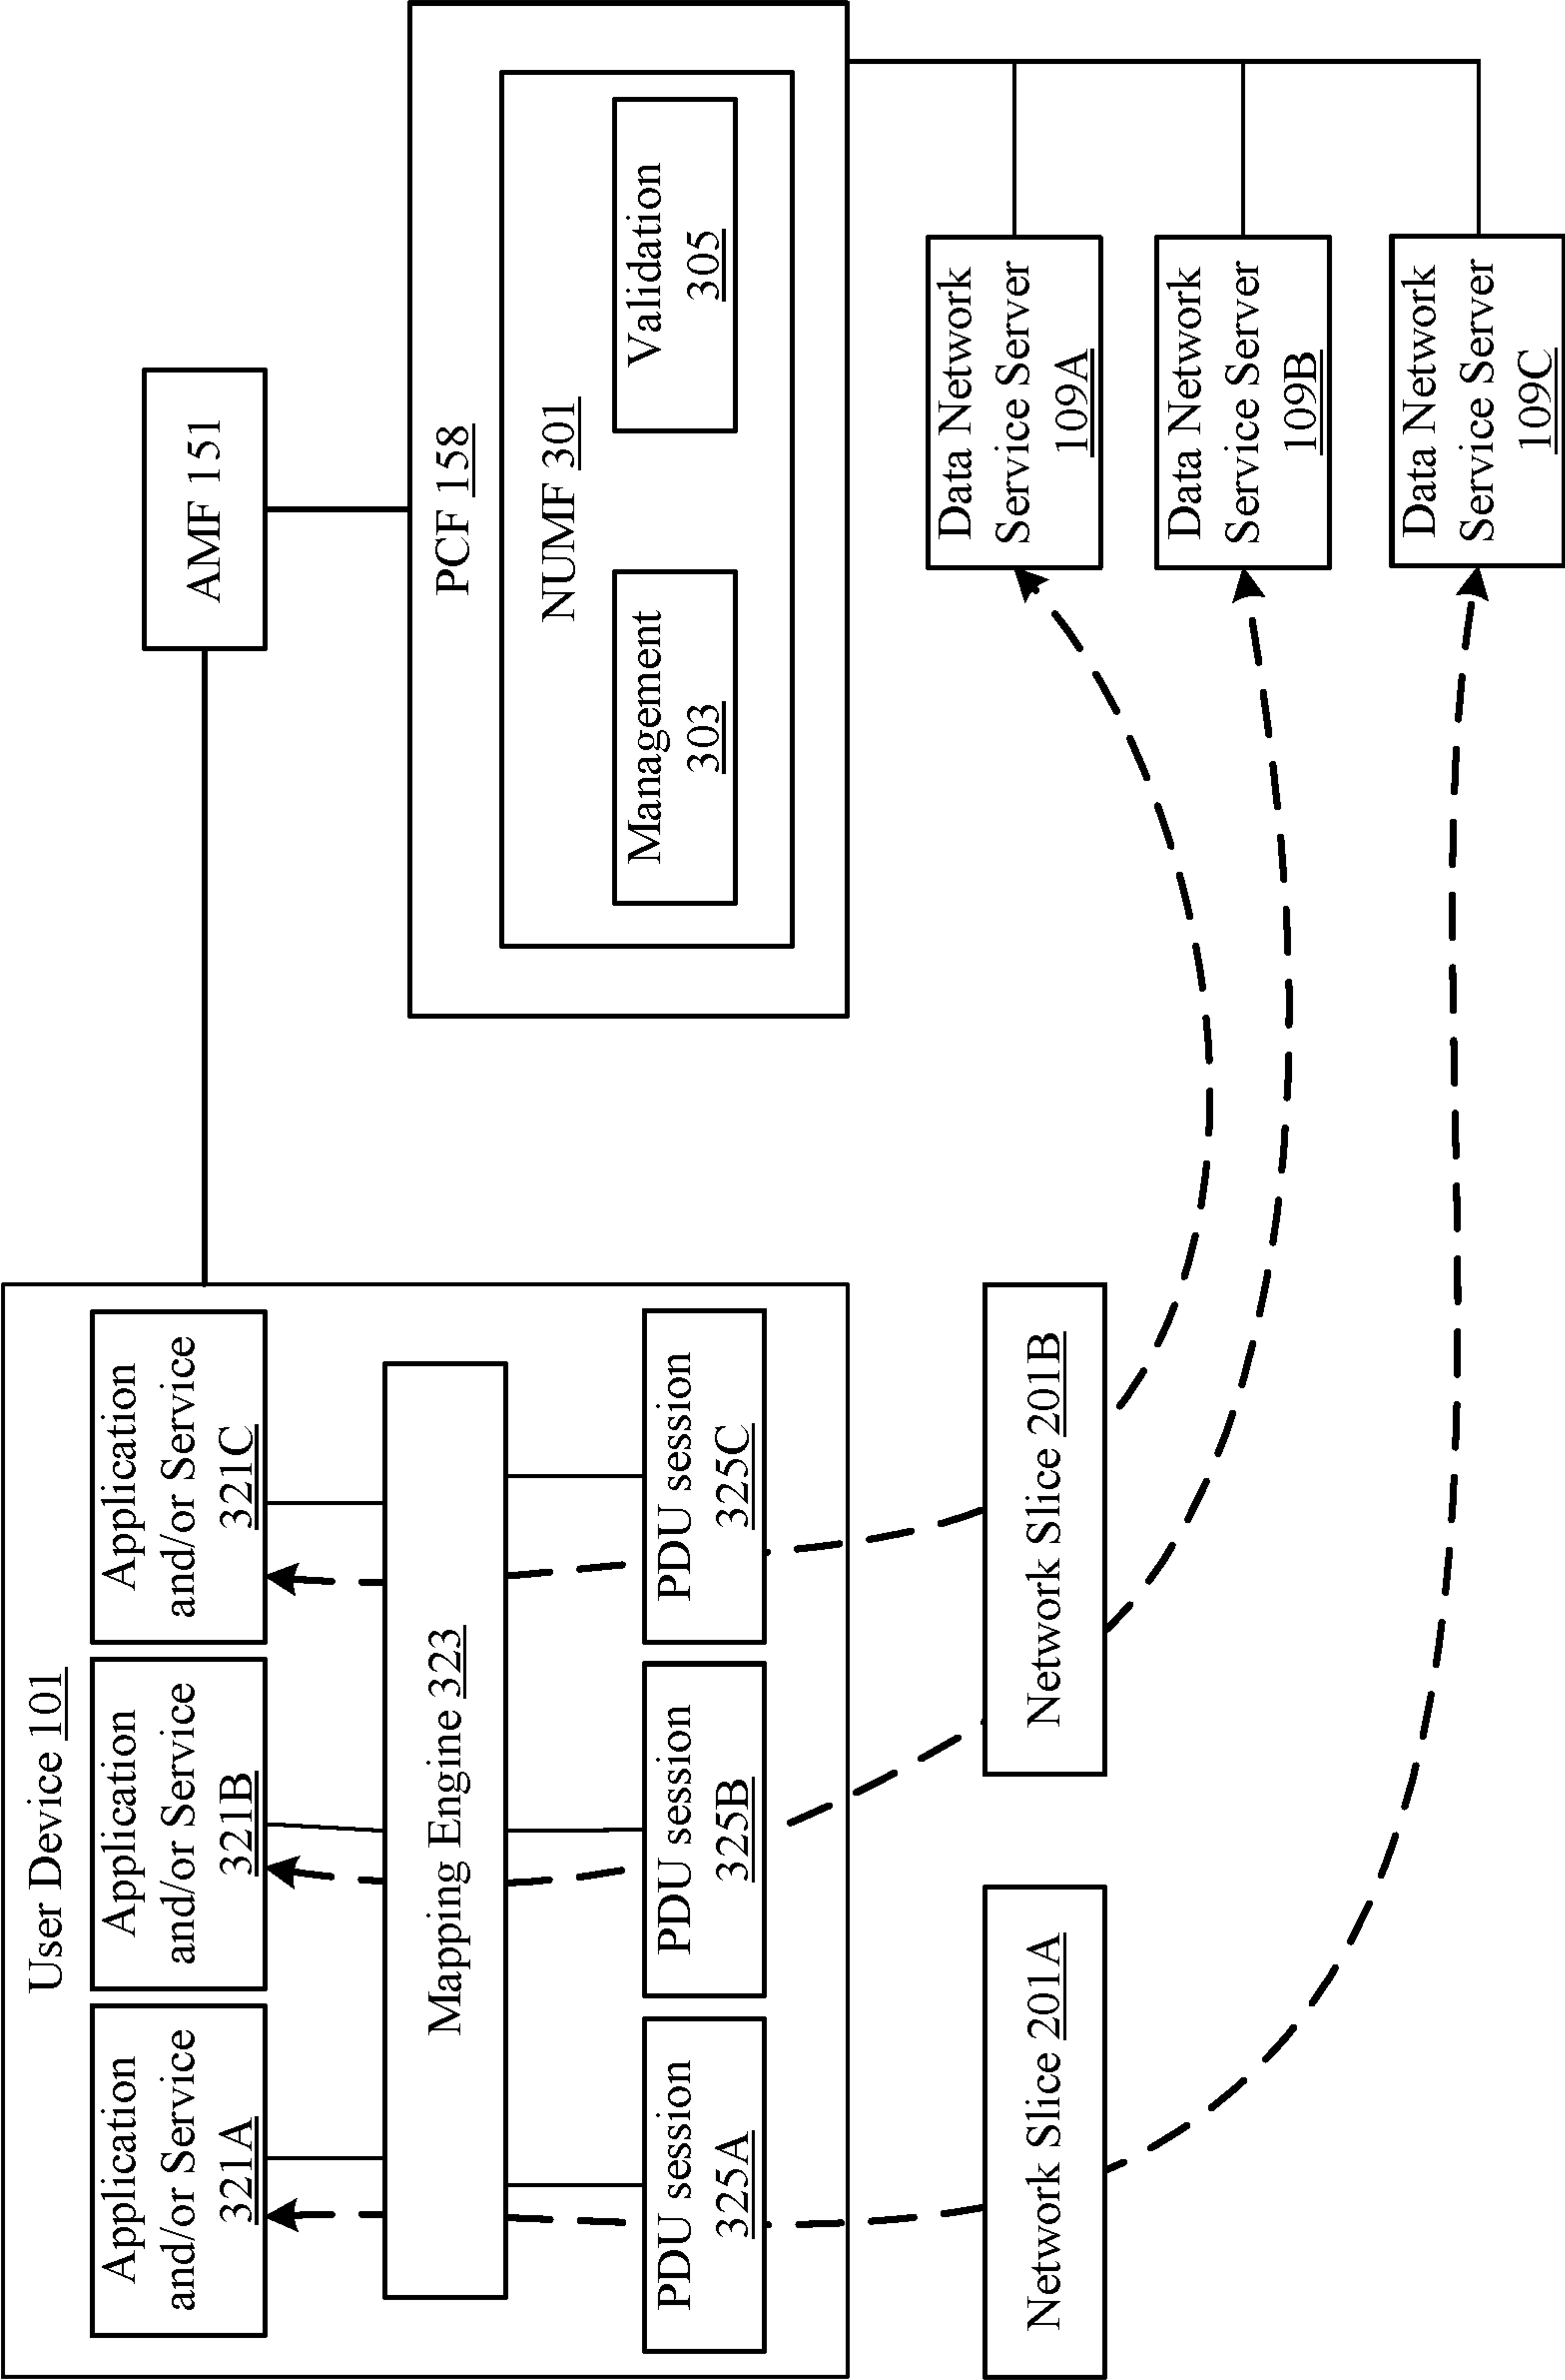 User Device 101
Application
and/or Service
321A
Application
and/or Service
321B
Application
and/or Service
321C
Mapping Engine 323
PDU session
325A
PDU session
325B
PDU session
325C
Network Slice 201A
Network Slice 201B
AMF 151
PCF 158
NUMF 301
Management
303
Validation
305
Data Network
Service Server
109A
Data Network
Service Server
109B
Data Network
Service Server
109C